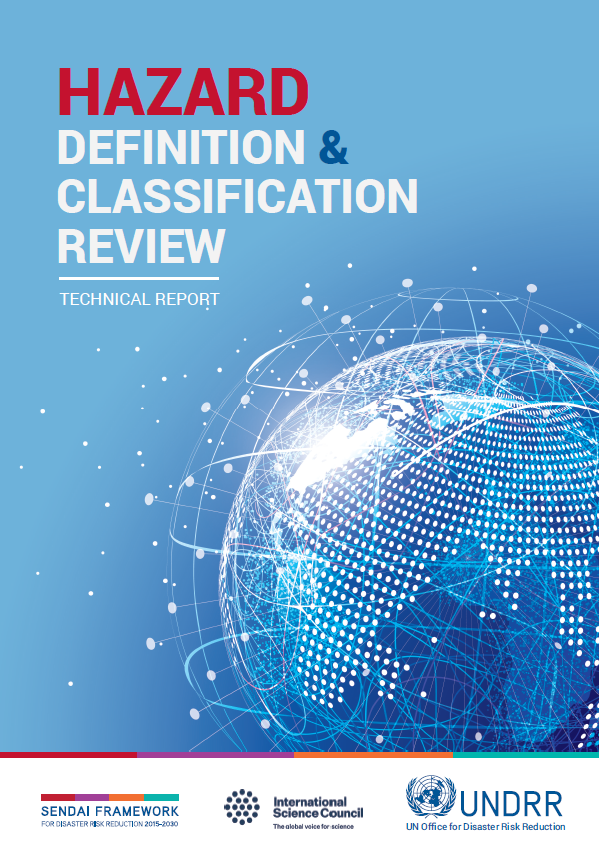 HAZARD
DEFINITION &
CLASSIFICATION
REVIEW
TECHNICAL REPORT
SENDAI FRAMEWORK
FOR DISASTER RISK REDUCTION 2015-2030
International
Science Council
The global voice for science
UNDRR
UN Office for Disaster Risk Reduction